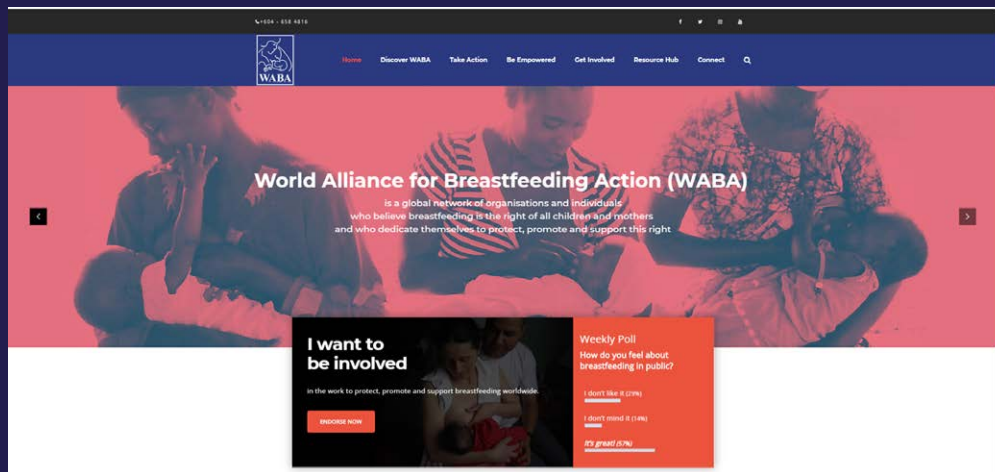 +604 - 658 4816
WABA
Home Discover WABA Take Action Be Empowered Get Involved Resource Hub Connect
World Alliance for Breastfeeding Action (WABA)
is a global network of organisations and individuals
who believe breastfeeding is the right of all children and mothers
and who dedicate themselves to protect, promote and support this right
I want to
be involved
in the work to protect, promote and support breastfeeding worldwide.
ENDORSE NOW
Weekly Poll
How do you feel about
breastfeeding in public?
I don't like it (29%)
I don't mind it (14%)
It's great! (57%)